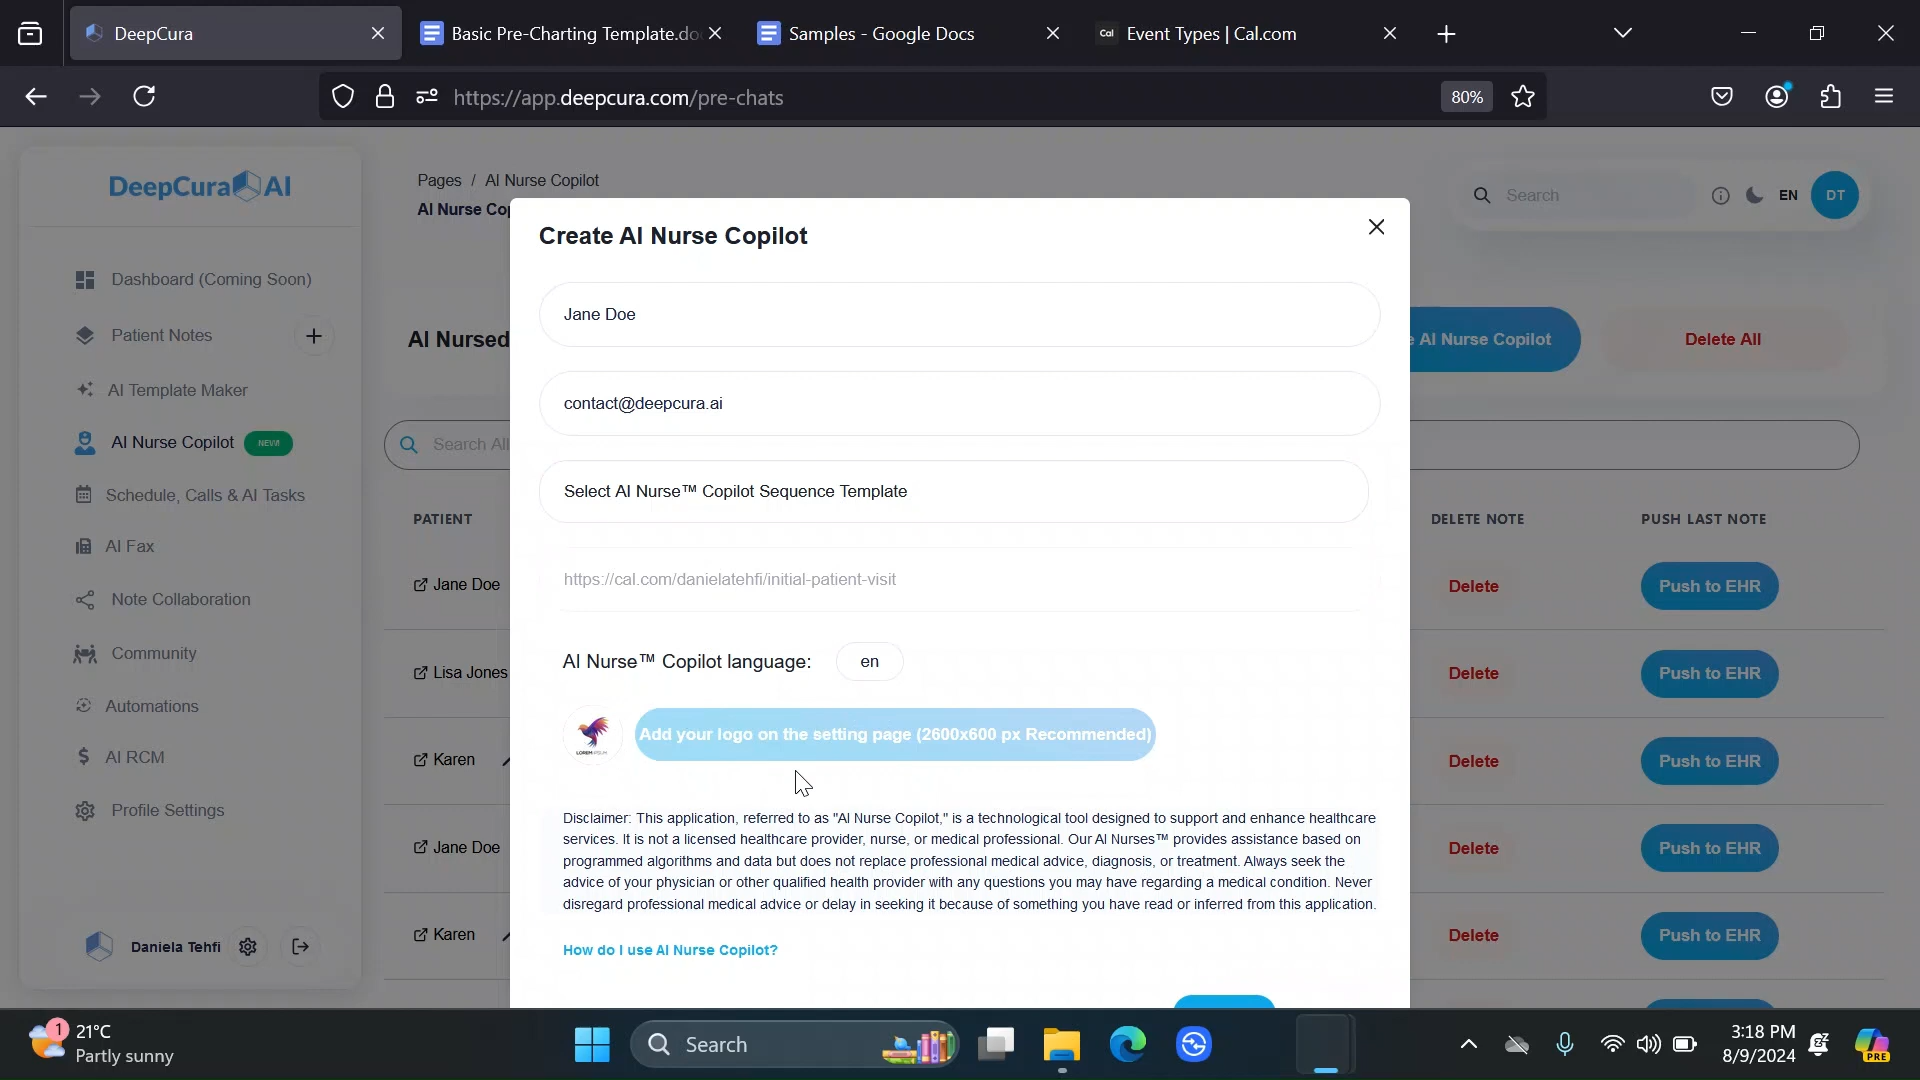 DeepCura
Basic Pre-Charting Template.do
Samples - Google Docs
Cal
Event Types | Cal.com
https://app.deepcura.com/pre-chats
80%
DeepCura AI
Dashboard (Coming Soon)
Patient Notes
AI Template Maker
AI Nurse Copilot
NEW!
Schedule, Calls & AI Tasks
AI Fax
Note Collaboration
Community
Automations
AI RCM
Profile Settings
Daniela Tehfi
Pages / AI Nurse Copilot
AI Nurse Cop
Search
EN
DT
AI Nursed
e AI Nurse Copilot
Delete All
Search All
PATIENT
DELETE NOTE
PUSH LAST NOTE
Jane Doe
Delete
Push to EHR
Lisa Jones
Delete
Push to EHR
Karen
Delete
Push to EHR
Jane Doe
Delete
Push to EHR
Karen
Delete
Push to EHR
Create AI Nurse Copilot
Jane Doe
contact@deepcura.ai
Select AI Nurse™ Copilot Sequence Template
https://cal.com/danielatehfi/initial-patient-visit
AI Nurse™ Copilot language:
en
LOREM IPSUM
Add your logo on the setting page (2600x600 px Recommended)
Disclaimer: This application, referred to as "AI Nurse Copilot," is a technological tool designed to support and enhance healthcare
services. It is not a licensed healthcare provider, nurse, or medical professional. Our AI Nurses™ provides assistance based on
programmed algorithms and data but does not replace professional medical advice, diagnosis, or treatment. Always seek the
advice of your physician or other qualified health provider with any questions you may have regarding a medical condition. Never
disregard professional medical advice or delay in seeking it because of something you have read or inferred from this application.
How do I use AI Nurse Copilot?
1
21°C
Partly sunny
Search
3:18 PM
8/9/2024
PRE